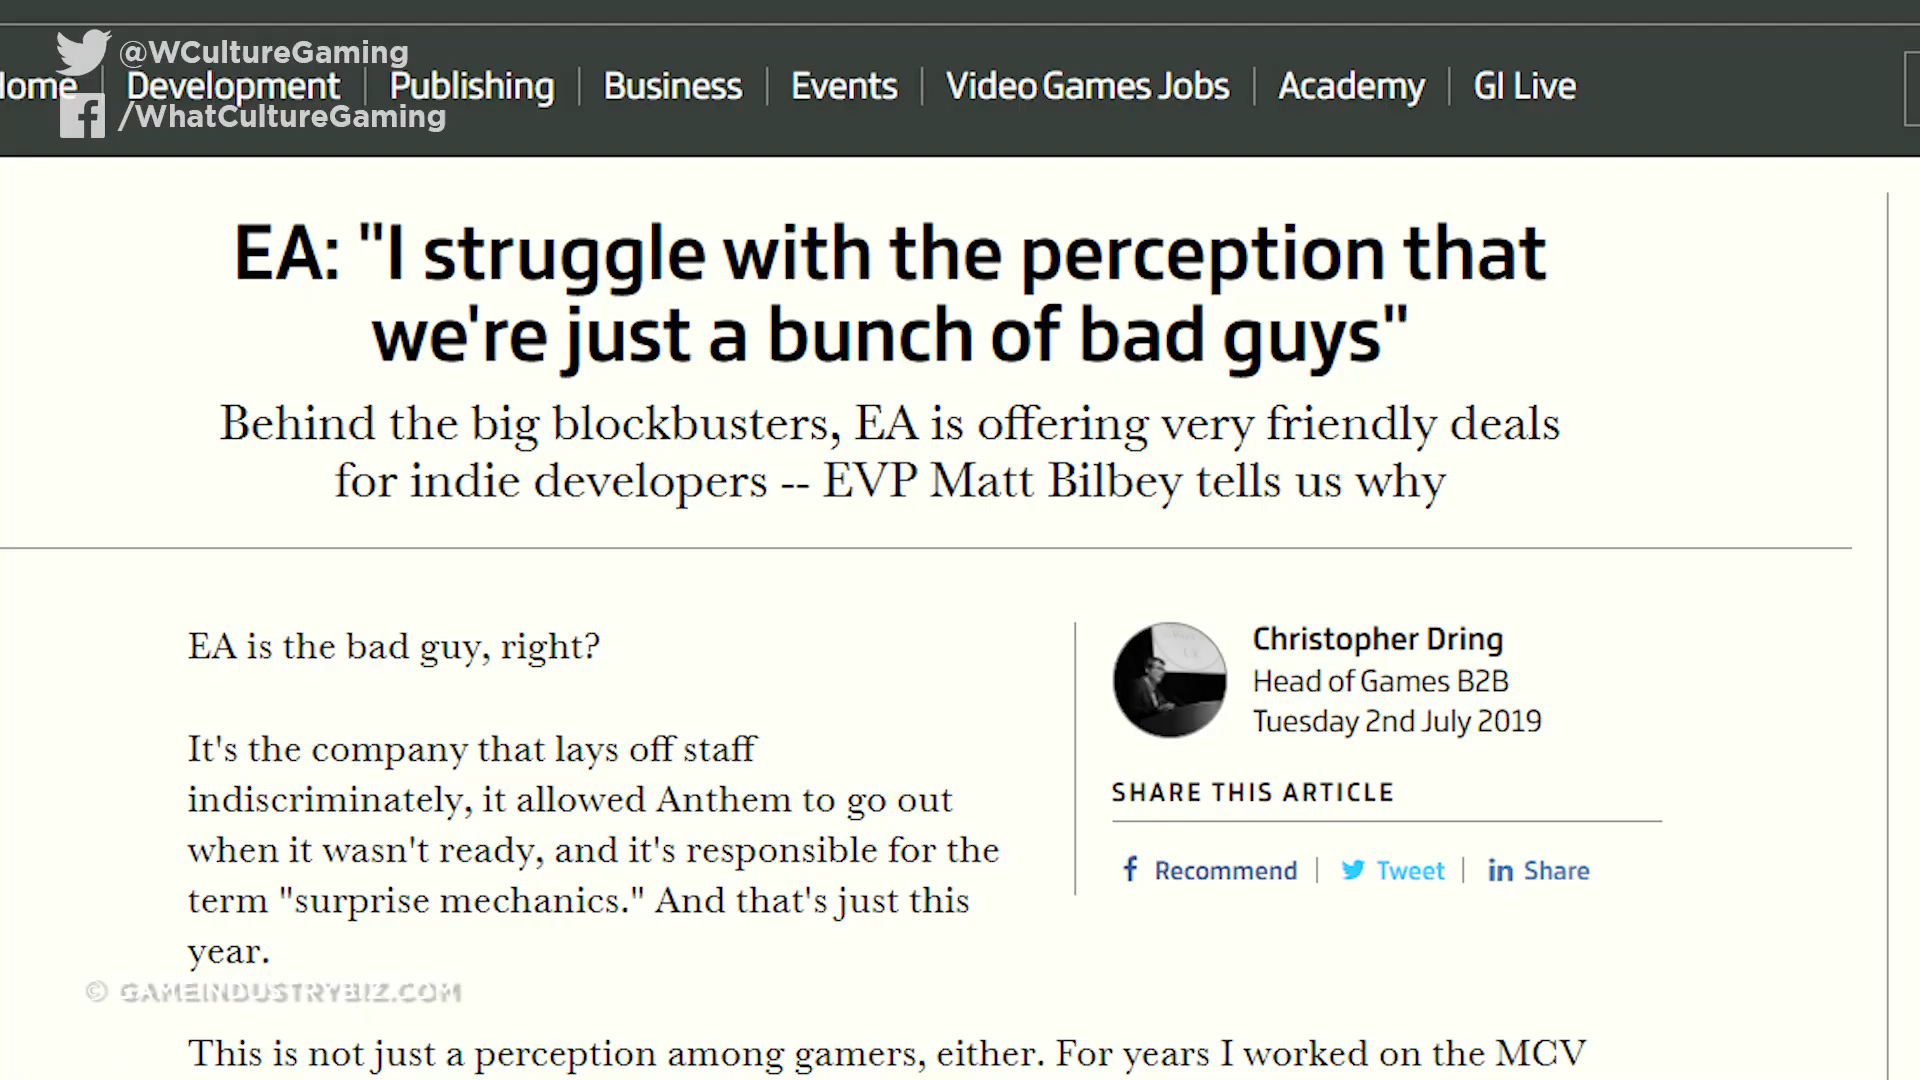 @WCultureGaming
Home | Development | Publishing | Business | Events | Video Games Jobs | Academy | GI Live
/WhatCultureGaming
EA: "I struggle with the perception that
we're just a bunch of bad guys"
Behind the big blockbusters, EA is offering very friendly deals
for indie developers -- EVP Matt Bilbey tells us why
EA is the bad guy, right?
It's the company that lays off staff
indiscriminately, it allowed Anthem to go out
when it wasn't ready, and it's responsible for the
term "surprise mechanics." And that's just this
year.
Christopher Dring
Head of Games B2B
Tuesday 2nd July 2019
SHARE THIS ARTICLE
Recommend | Tweet | Share
© GAMEINDUSTRYBIZ.COM
This is not just a perception among gamers, either. For years I worked on the MCV